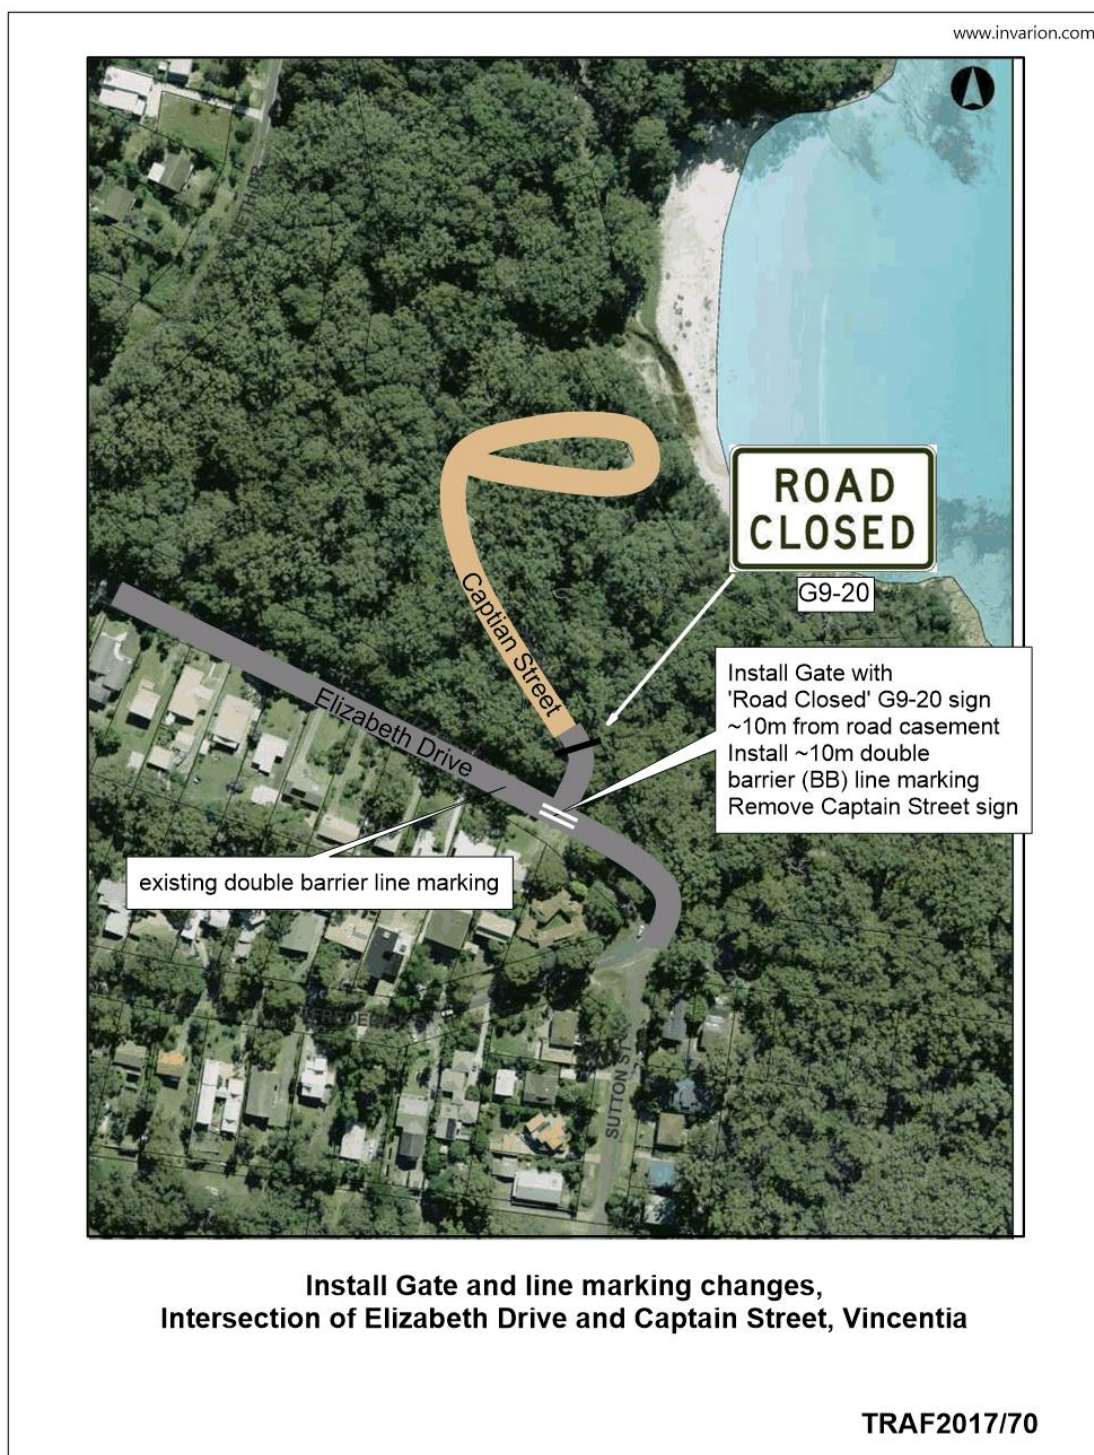 www.invarion.com
ROAD
CLOSED
G9-20
Captian Street
Elizabeth Drive
Install Gate with
'Road Closed' G9-20 sign
~10m from road casement
Install ~10m double
barrier (BB) line marking
Remove Captain Street sign
existing double barrier line marking
SUTTON ST
Install Gate and line marking changes,
Intersection of Elizabeth Drive and Captain Street, Vincentia
TRAF2017/70